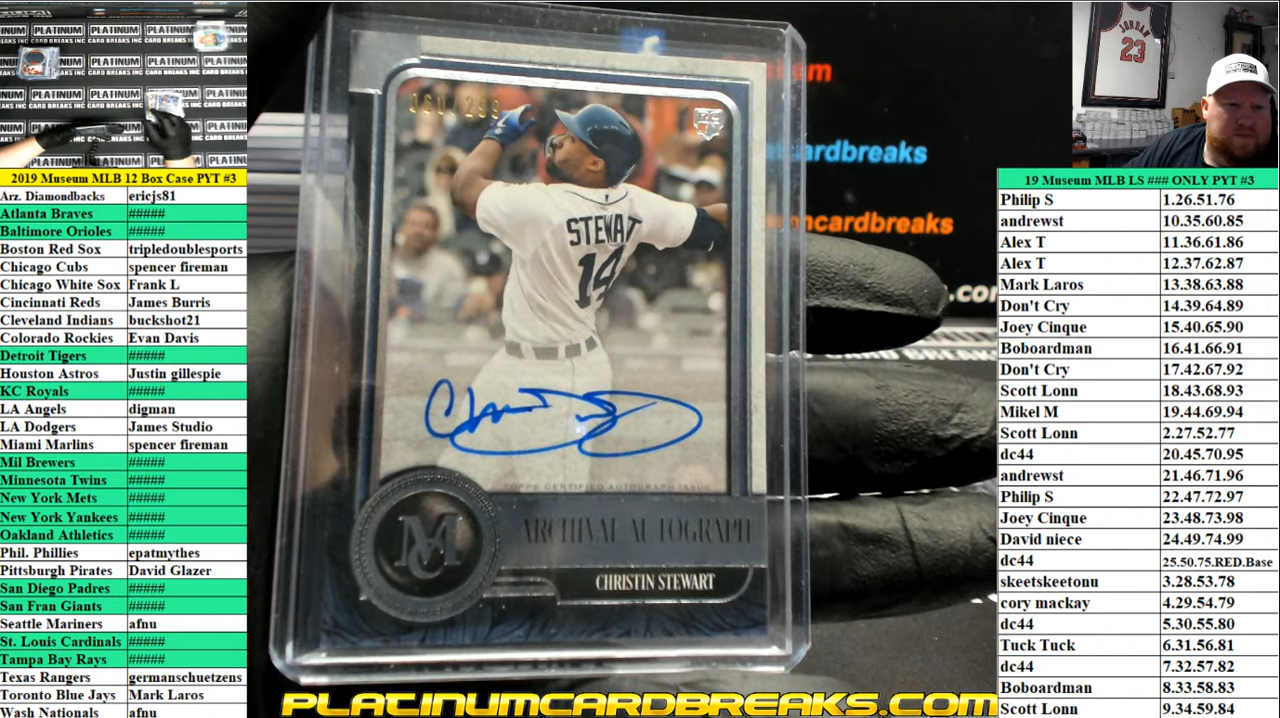 2019 Museum MLB 12 Box Case PYT #3
Arz. Diamondbacks ericjs81
Atlanta Braves #####
Baltimore Orioles #####
Boston Red Sox tripledoublesports
Chicago Cubs spencer fireman
Chicago White Sox Frank L
Cincinnati Reds James Burris
Cleveland Indians buckshot21
Colorado Rockies Evan Davis
Detroit Tigers #####
Houston Astros Justin gillespie
KC Royals #####
LA Angels digman
LA Dodgers James Studio
Miami Marlins spencer fireman
Mil Brewers #####
Minnesota Twins #####
New York Mets #####
New York Yankees #####
Oakland Athletics #####
Phil. Phillies epatmythes
Pittsburgh Pirates David Glazer
San Diego Padres #####
San Fran Giants #####
Seattle Mariners afnu
St. Louis Cardinals #####
Tampa Bay Rays #####
Texas Rangers germanschuetzens
Toronto Blue Jays Mark Laros
Wash Nationals afnu
PLATINUM
CARD BREAKS INC
STEWART
14
TOPPS CERTIFIED AUTOGRAPH ISSUE
MC
ARCHIVAL AUTOGRAPH
CHRISTIN STEWART
ardbreaks
mcardbreaks
PLATINUMCARDBREAKS.COM
JORDAN
23
19 Museum MLB LS ### ONLY PYT #3
Philip S 1.26.51.76
andrewst 10.35.60.85
Alex T 11.36.61.86
Alex T 12.37.62.87
Mark Laros 13.38.63.88
Don't Cry 14.39.64.89
Joey Cinque 15.40.65.90
Boboardman 16.41.66.91
Don't Cry 17.42.67.92
Scott Lonn 18.43.68.93
Mikel M 19.44.69.94
Scott Lonn 2.27.52.77
dc44 20.45.70.95
andrewst 21.46.71.96
Philip S 22.47.72.97
Joey Cinque 23.48.73.98
David niece 24.49.74.99
dc44 25.50.75.RED.Base
skeetskeetonu 3.28.53.78
cory mackay 4.29.54.79
dc44 5.30.55.80
Tuck Tuck 6.31.56.81
dc44 7.32.57.82
Boboardman 8.33.58.83
Scott Lonn 9.34.59.84